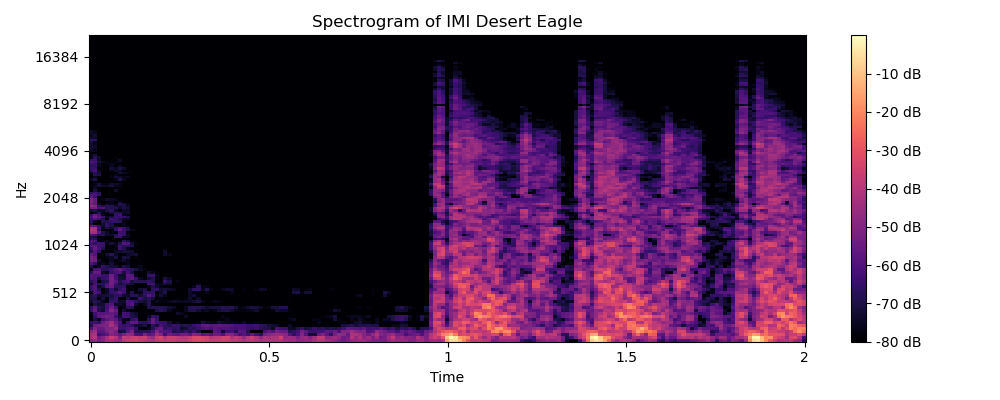 Spectrogram of IMI Desert Eagle
Hz
16384
8192
4096
2048
1024
512
0
0 0.5 1 1.5 2
Time
-10 dB
-20 dB
-30 dB
-40 dB
-50 dB
-60 dB
-70 dB
-80 dB